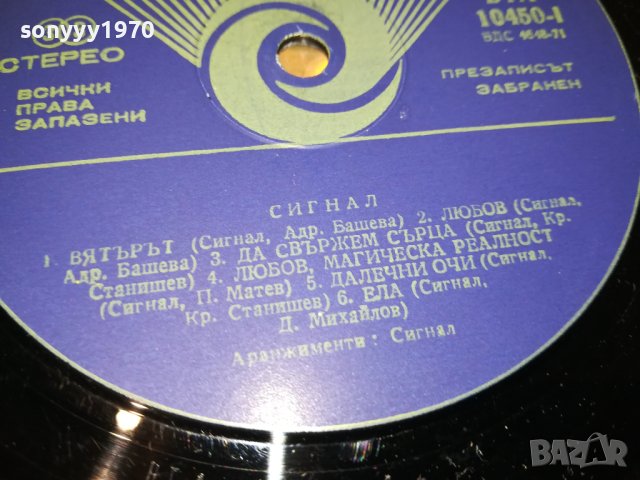 sonyyy1970
СТЕРЕО
ВСИЧКИ
ПРАВА
ЗАПАЗЕНИ
10450-I
БДС
ПРЕЗАПИСЪТ
ЗАБРАНЕН
СИГНАЛ
1. ВЯТЪРЪТ (Сигнал, Адр. Башева) 2. ЛЮБОВ (Сигнал,
Адр. Башева) 3. ДА СВЪРЖЕМ СЪРЦА (Сигнал, Кр.
Станишев) 4. ЛЮБОВ, МАГИЧЕСКА РЕАЛНОСТ
(Сигнал, П. Матев) 5. ДАЛЕЧНИ ОЧИ (Сигнал,
Кр. Станишев) 6. ЕЛА (Сигнал,
Д. Михайлов)
Аранжименти: Сигнал
BAZAR